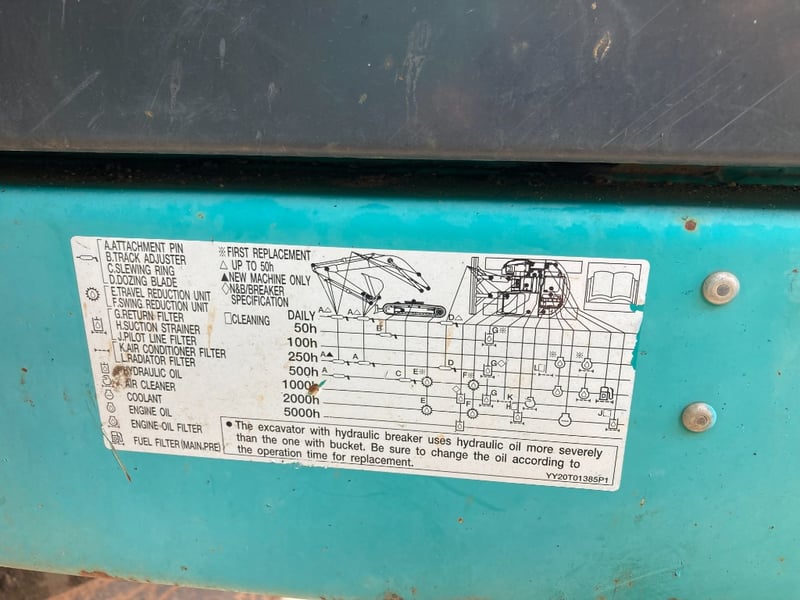 A.ATTACHMENT PIN
B.TRACK ADJUSTER
C.SLEWING RING
D.DOZING BLADE
E.TRAVEL REDUCTION UNIT
F.SWING REDUCTION UNIT
G.RETURN FILTER
H.SUCTION STRAINER
J.PILOT LINE FILTER
K.AIR CONDITIONER FILTER
L.RADIATOR FILTER
HYDRAULIC OIL
AIR CLEANER
COOLANT
ENGINE OIL
ENGINE-OIL FILTER
FUEL FILTER(MAIN,PRE)
※FIRST REPLACEMENT
△ UP TO 50h
▲NEW MACHINE ONLY
◇N&B/BREAKER
SPECIFICATION
□CLEANING
DAILY A△ A△ D△
50h B G※
100h
250h A▲ A D G◇ L□ ※ ※
500h A C E※ F※
1000h
2000h E F G H K J□
5000h
● The excavator with hydraulic breaker uses hydraulic oil more severely
than the one with bucket. Be sure to change the oil according to
the operation time for replacement.
YY20T01385P1